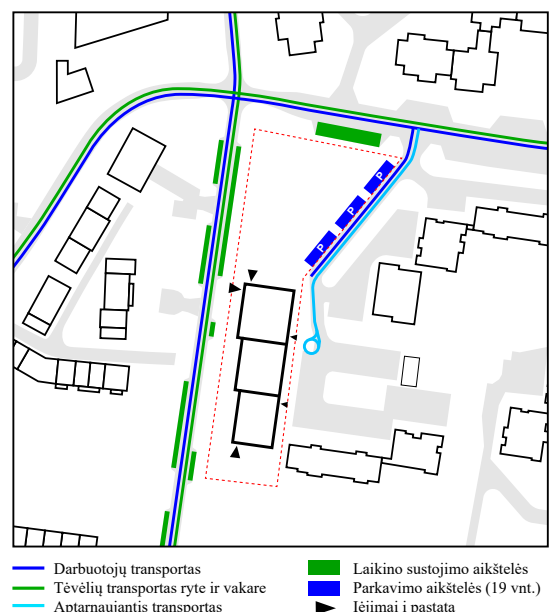 P
P
P
Darbuotojų transportas
Tėvelių transportas ryte ir vakare
Aptarnaujantis transportas
Laikino sustojimo aikštelės
Parkavimo aikštelės (19 vnt.)
Įėjimai į pastatą